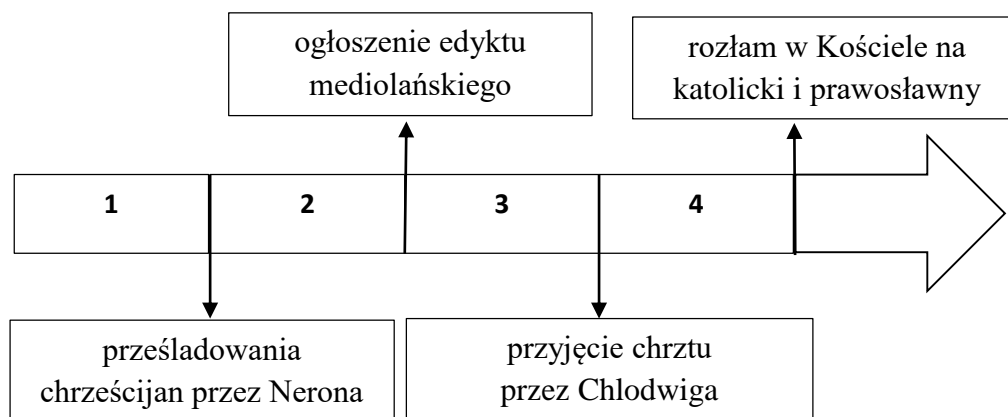 ogłoszenie edyktu
mediolańskiego
rozłam w Kościele na
katolicki i prawosławny
1
2
3
4
prześladowania
chrześcijan przez Nerona
przyjęcie chrztu
przez Chlodwiga